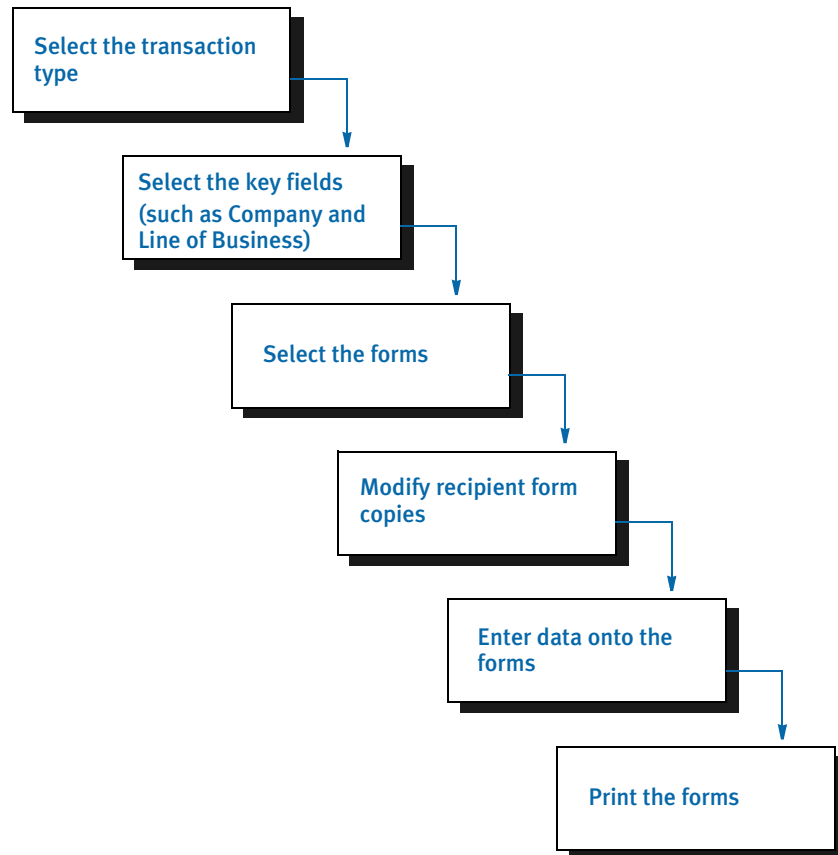 Select the transaction
type
Select the key fields
(such as Company and
Line of Business)
Select the forms
Modify recipient form
copies
Enter data onto the
forms
Print the forms